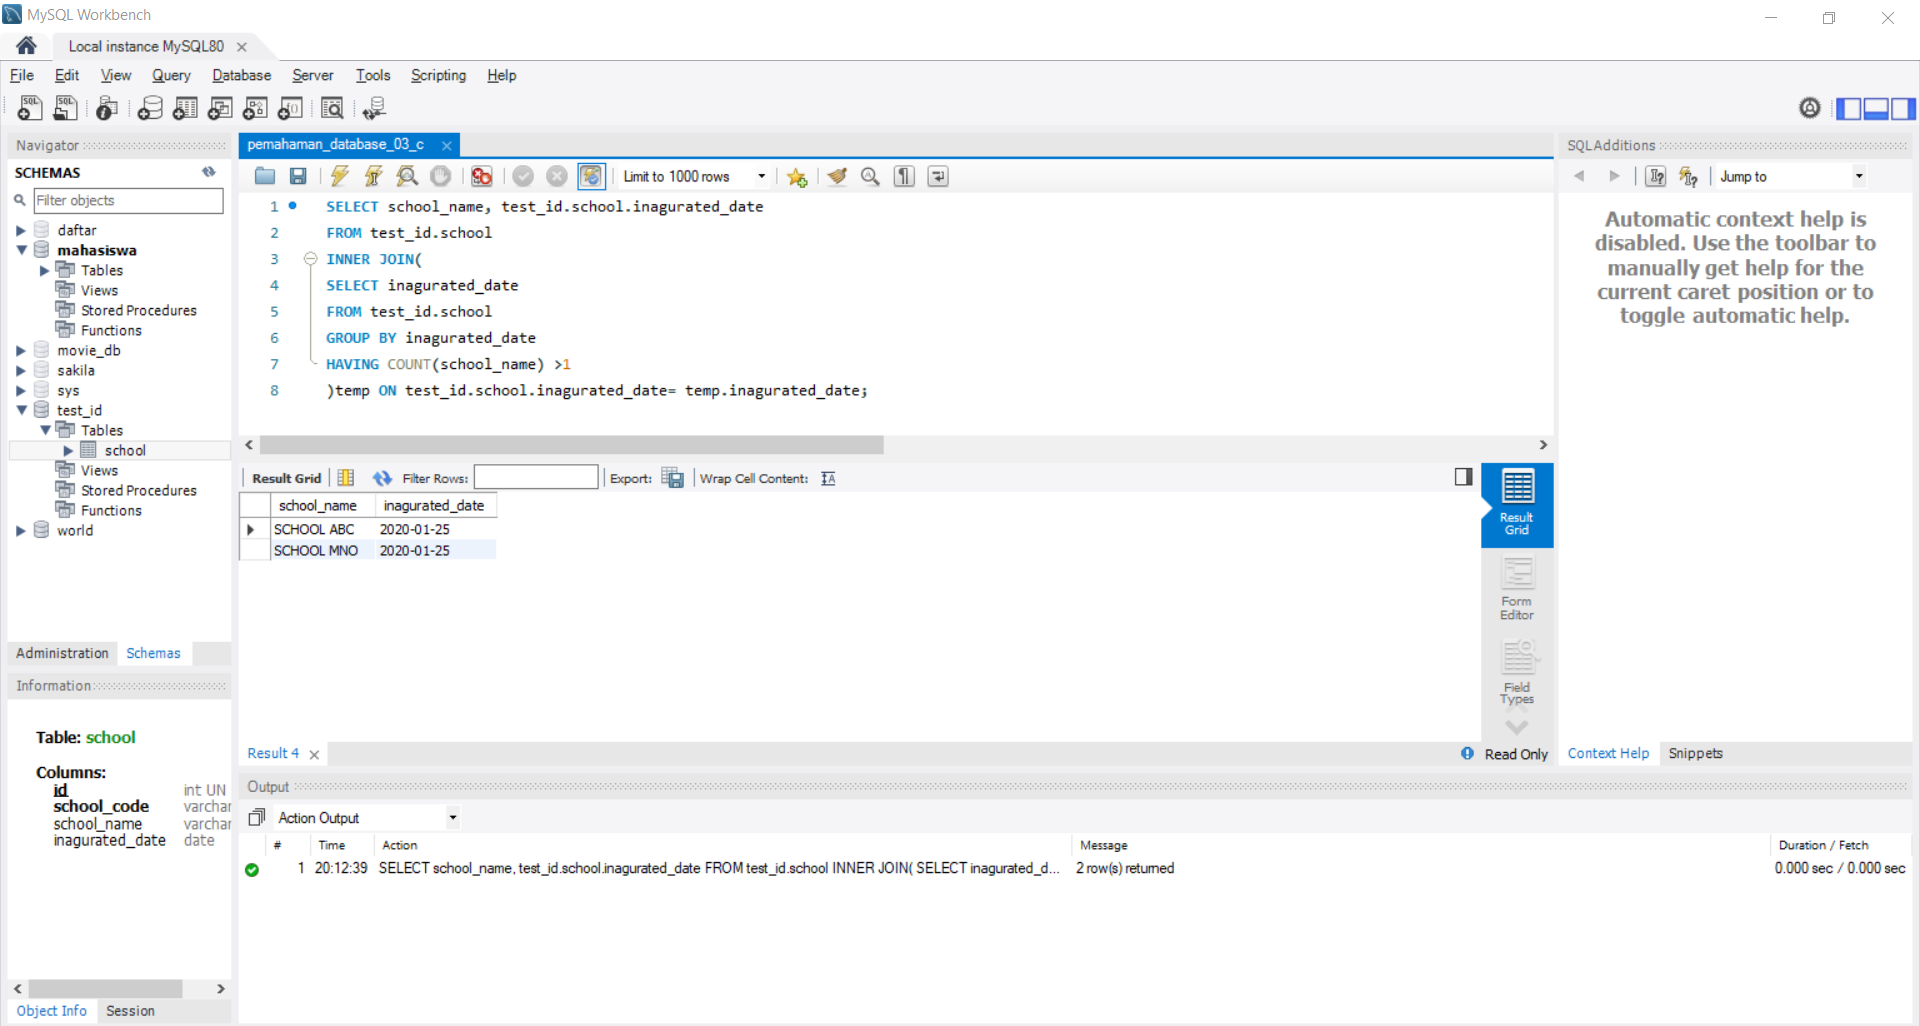 MySQL Workbench
Local instance MySQL80
File Edit View Query Database Server Tools Scripting Help
Navigator
SCHEMAS
Filter objects
daftar
mahasiswa
Tables
Views
Stored Procedures
Functions
movie_db
sakila
sys
test_id
Tables
school
Views
Stored Procedures
Functions
world
Administration Schemas
Information
Table: school
Columns:
id int UN
school_code varchar
school_name varchar
inagurated_date date
Object Info Session
pemahaman_database_03_c
Limit to 1000 rows
1 SELECT school_name, test_id.school.inagurated_date
2 FROM test_id.school
3 INNER JOIN(
4 SELECT inagurated_date
5 FROM test_id.school
6 GROUP BY inagurated_date
7 HAVING COUNT(school_name) >1
8 )temp ON test_id.school.inagurated_date= temp.inagurated_date;
Result Grid Filter Rows: Export: Wrap Cell Content:
school_name inagurated_date
SCHOOL ABC 2020-01-25
SCHOOL MNO 2020-01-25
Result
Grid
Form
Editor
Field
Types
Result 4 Read Only
SQLAdditions
Jump to
Automatic context help is
disabled. Use the toolbar to
manually get help for the
current caret position or to
toggle automatic help.
Context Help Snippets
Output
Action Output
# Time Action Message Duration / Fetch
1 20:12:39 SELECT school_name, test_id.school.inagurated_date FROM test_id.school INNER JOIN( SELECT inagurated_d... 2 row(s) returned 0.000 sec / 0.000 sec